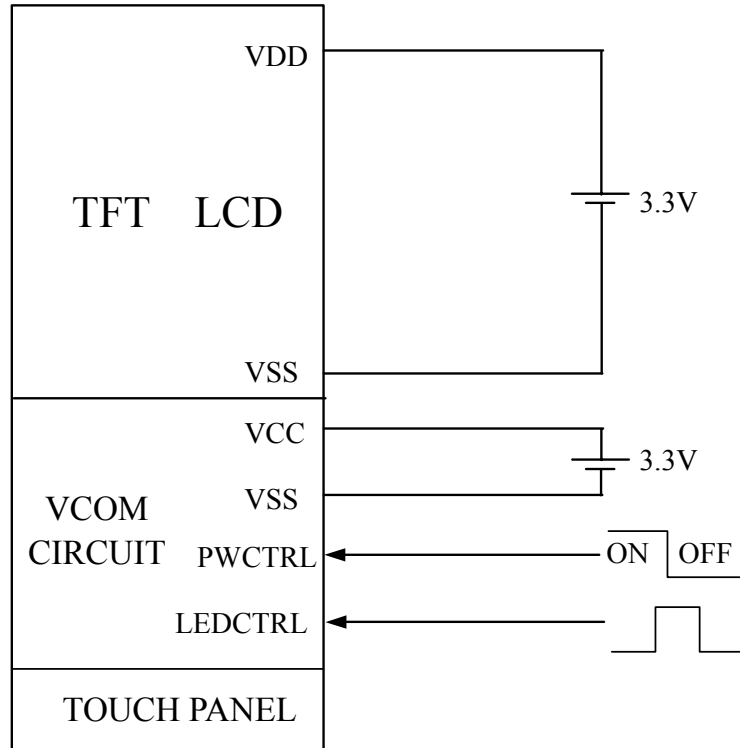 VDD
TFT LCD
3.3V
VSS
VCC
3.3V
VSS
VCOM
CIRCUIT
PWCTRL
ON OFF
LEDCTRL
TOUCH PANEL